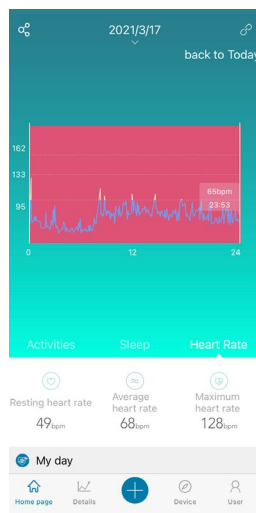 2021/3/17
back to Today
162
133
95
65bpm
23:53
0 12 24
Activities Sleep Heart Rate
Resting heart rate
49bpm
Average
heart rate
68bpm
Maximum
heart rate
128bpm
My day
Home page Details Device User